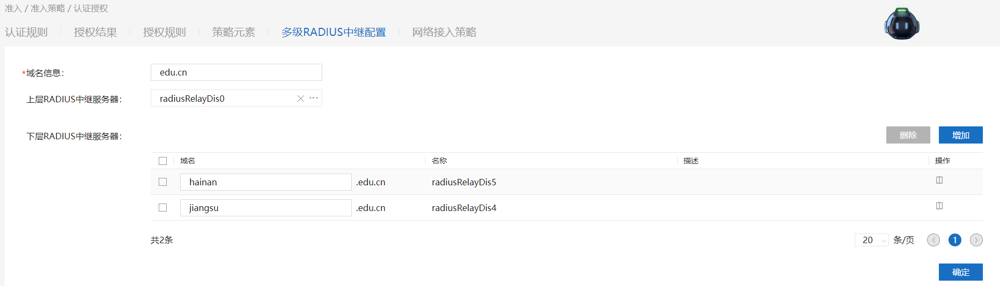 准入 / 准入策略 / 认证授权
认证规则 授权结果 授权规则 策略元素 多级RADIUS中继配置 网络接入策略
*域名信息: edu.cn
上层RADIUS中继服务器: radiusRelayDis0
下层RADIUS中继服务器: 删除 增加
域名 名称 描述 操作
hainan .edu.cn radiusRelayDis5
jiangsu .edu.cn radiusRelayDis4
共2条 20 条/页 1
确定